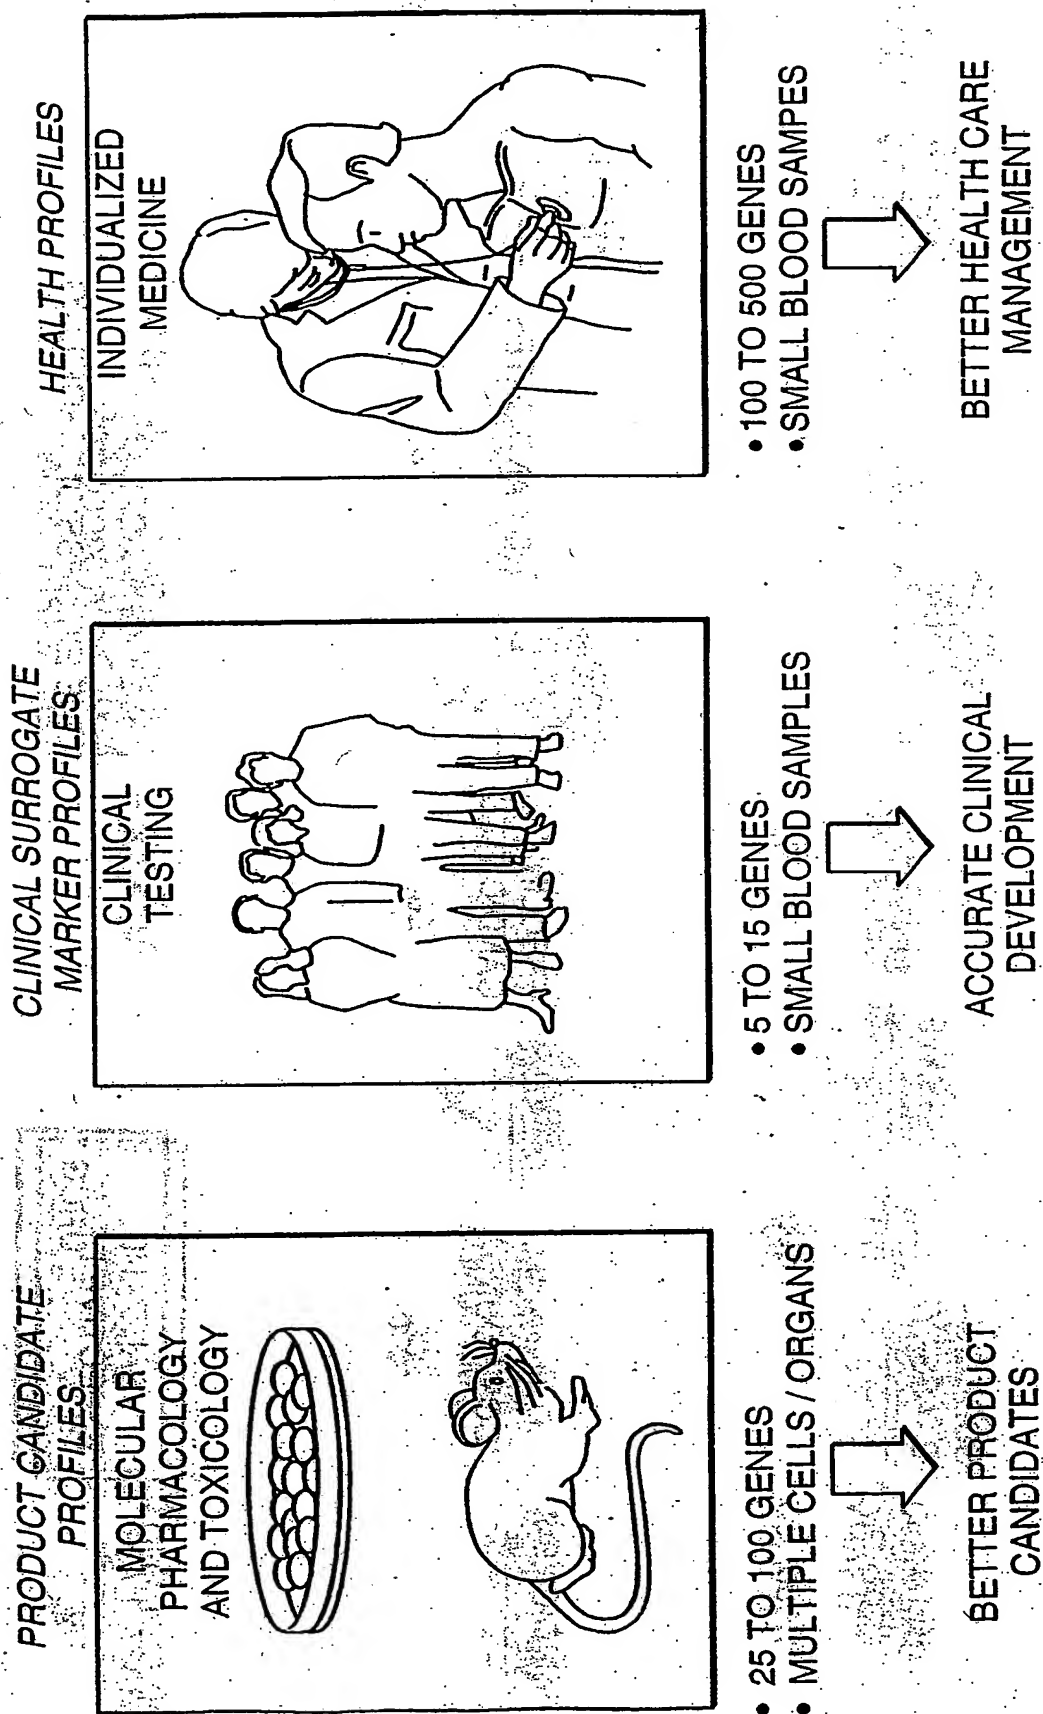 PRODUCT CANDIDATE
PROFILES
MOLECULAR
PHARMACOLOGY
AND TOXICOLOGY
• 25 TO 100 GENES
• MULTIPLE CELLS / ORGANS
BETTER PRODUCT
CANDIDATES
CLINICAL SURROGATE
MARKER PROFILES
CLINICAL
TESTING
• 5 TO 15 GENES
• SMALL BLOOD SAMPLES
ACCURATE CLINICAL
DEVELOPMENT
HEALTH PROFILES
INDIVIDUALIZED
MEDICINE
• 100 TO 500 GENES
• SMALL BLOOD SAMPES
BETTER HEALTH CARE
MANAGEMENT